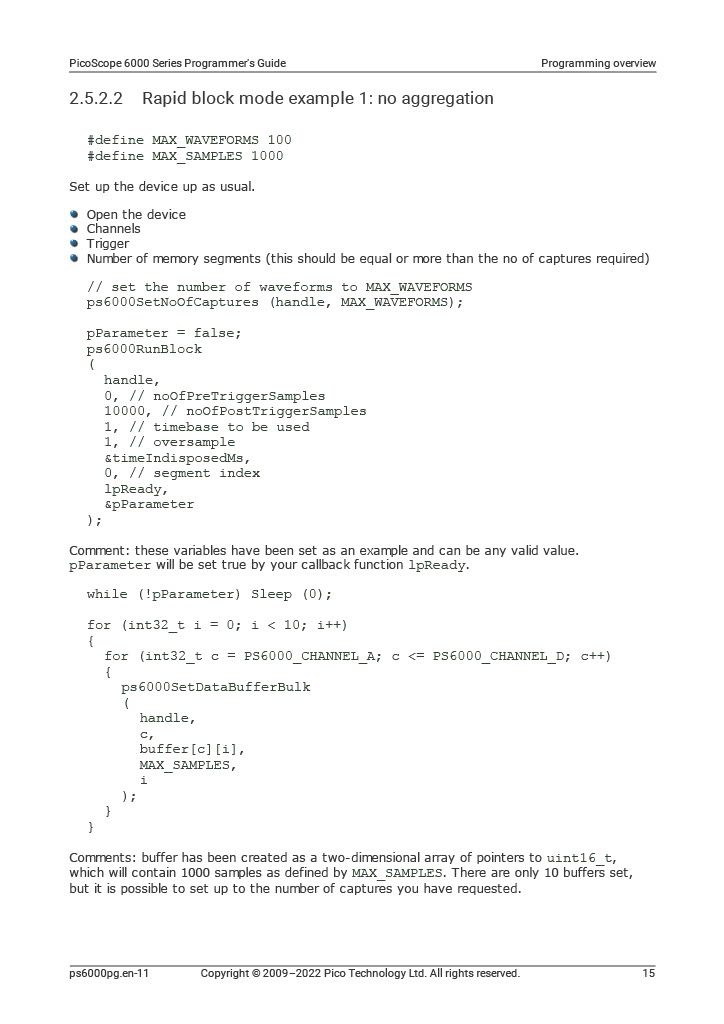 PicoScope 6000 Series Programmer's Guide Programming overview
2.5.2.2 Rapid block mode example 1: no aggregation
#define MAX_WAVEFORMS 100
#define MAX_SAMPLES 1000
Set up the device up as usual.
Open the device
Channels
Trigger
Number of memory segments (this should be equal or more than the no of captures required)
// set the number of waveforms to MAX_WAVEFORMS
ps6000SetNoOfCaptures (handle, MAX_WAVEFORMS);
pParameter = false;
ps6000RunBlock
(
handle,
0, // noOfPreTriggerSamples
10000, // noOfPostTriggerSamples
1, // timebase to be used
1, // oversample
&timeIndisposedMs,
0, // segment index
lpReady,
&pParameter
);
Comment: these variables have been set as an example and can be any valid value.
pParameter will be set true by your callback function lpReady.
while (!pParameter) Sleep (0);
for (int32_t i = 0; i < 10; i++)
{
for (int32_t c = PS6000_CHANNEL_A; c <= PS6000_CHANNEL_D; c++)
{
ps6000SetDataBufferBulk
(
handle,
c,
buffer[c][i],
MAX_SAMPLES,
i
);
}
}
Comments: buffer has been created as a two-dimensional array of pointers to uint16_t,
which will contain 1000 samples as defined by MAX_SAMPLES. There are only 10 buffers set,
but it is possible to set up to the number of captures you have requested.
ps6000pg.en-11 Copyright © 2009–2022 Pico Technology Ltd. All rights reserved. 15